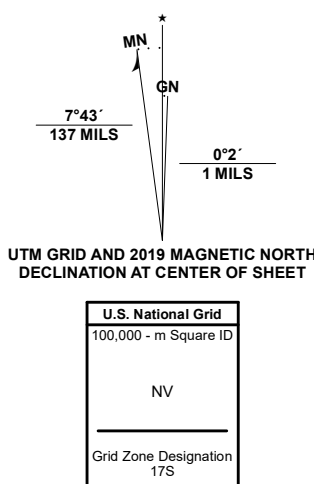 MN
GN
7°43´
137 MILS
0°2´
1 MILS
UTM GRID AND 2019 MAGNETIC NORTH
DECLINATION AT CENTER OF SHEET
U.S. National Grid
100,000 - m Square ID
NV
Grid Zone Designation
17S